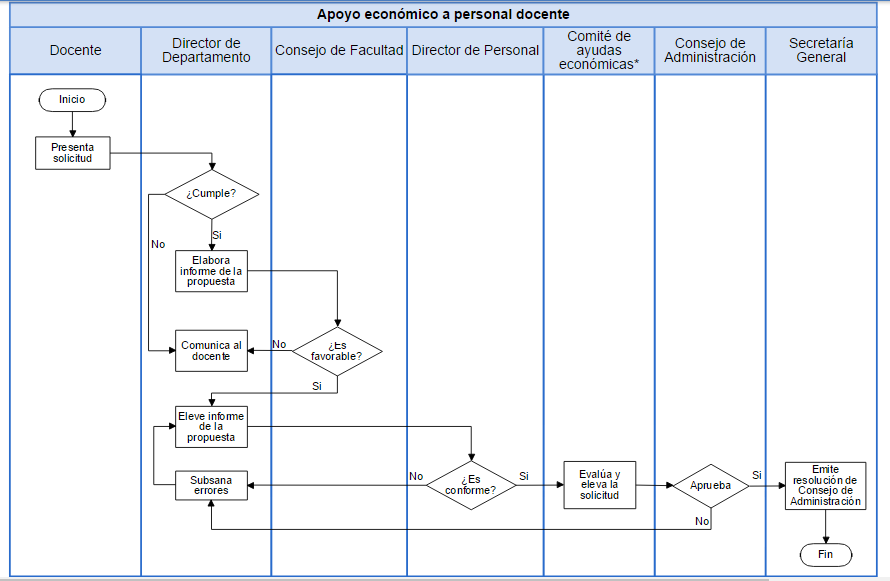 Apoyo económico a personal docente
Docente
Director de
Departamento
Consejo de Facultad
Director de Personal
Comité de
ayudas
económicas*
Consejo de
Administración
Secretaría
General
Inicio
Presenta
solicitud
¿Cumple?
No
Si
Elabora
informe de la
propuesta
Comunica al
docente
No
¿Es
favorable?
Si
Eleve informe
de la
propuesta
Subsana
errores
No
¿Es
conforme?
Si
Evalúa y
eleva la
solicitud
Aprueba
Si
No
Emite
resolución de
Consejo de
Administración
Fin